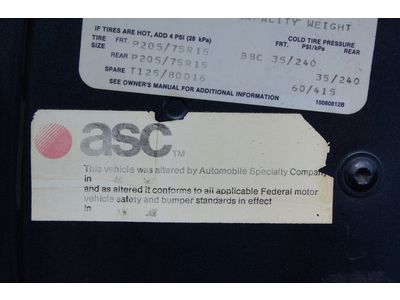 CAPACITY WEIGHT
IF TIRES ARE HOT, ADD 4 PSI (28 kPa)
COLD TIRE PRESSURE
TIRE SIZE
FRT. P205/75R15
FRT. PSI/kPa
BBC 35/240
REAR P205/75R15
REAR
35/240
SPARE T125/80D16
60/415
SEE OWNER'S MANUAL FOR ADDITIONAL INFORMATION
10080812B
asc TM
This vehicle was altered by Automobile Specialty Company
in
and as altered it conforms to all applicable Federal motor
vehicle safety and bumper standards in effect
in